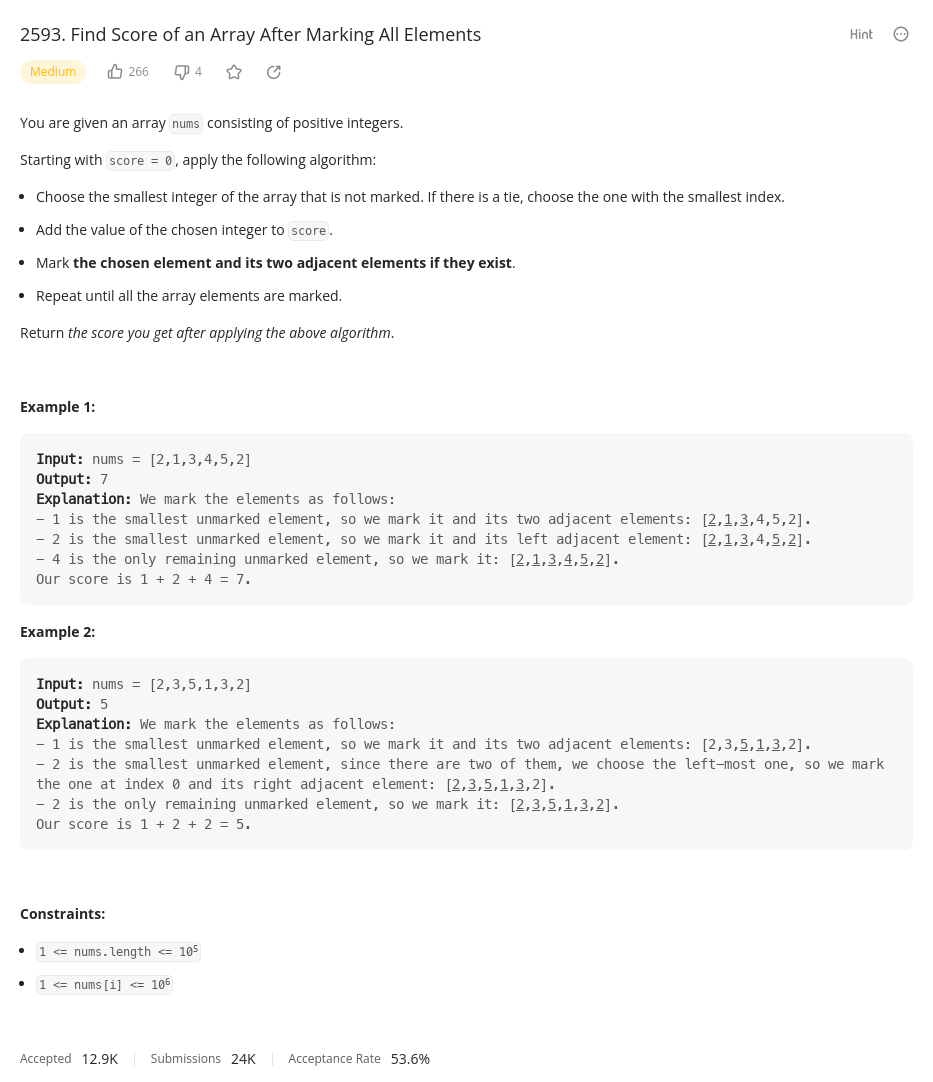 2593. Find Score of an Array After Marking All Elements
Hint
Medium 266 4
You are given an array nums consisting of positive integers.
Starting with score = 0, apply the following algorithm:
• Choose the smallest integer of the array that is not marked. If there is a tie, choose the one with the smallest index.
• Add the value of the chosen integer to score.
• Mark the chosen element and its two adjacent elements if they exist.
• Repeat until all the array elements are marked.
Return the score you get after applying the above algorithm.
Example 1:
Input: nums = [2,1,3,4,5,2]
Output: 7
Explanation: We mark the elements as follows:
- 1 is the smallest unmarked element, so we mark it and its two adjacent elements: [2,1,3,4,5,2].
- 2 is the smallest unmarked element, so we mark it and its left adjacent element: [2,1,3,4,5,2].
- 4 is the only remaining unmarked element, so we mark it: [2,1,3,4,5,2].
Our score is 1 + 2 + 4 = 7.
Example 2:
Input: nums = [2,3,5,1,3,2]
Output: 5
Explanation: We mark the elements as follows:
- 1 is the smallest unmarked element, so we mark it and its two adjacent elements: [2,3,5,1,3,2].
- 2 is the smallest unmarked element, since there are two of them, we choose the left-most one, so we mark
the one at index 0 and its right adjacent element: [2,3,5,1,3,2].
- 2 is the only remaining unmarked element, so we mark it: [2,3,5,1,3,2].
Our score is 1 + 2 + 2 = 5.
Constraints:
• 1 <= nums.length <= 10⁵
• 1 <= nums[i] <= 10⁶
Accepted 12.9K Submissions 24K Acceptance Rate 53.6%